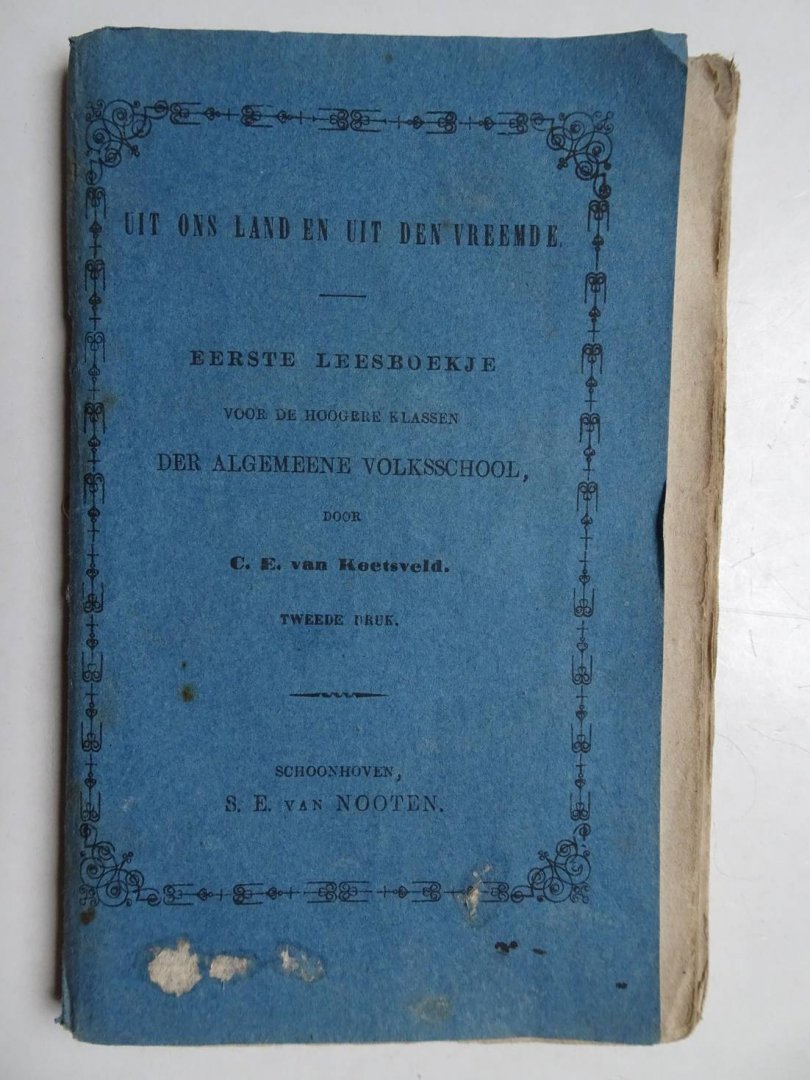 UIT ONS LAND EN UIT DEN VREEMDE.
EERSTE LEESBOEKJE
VOOR DE HOOGERE KLASSEN
DER ALGEMEENE VOLKSSCHOOL,
DOOR
C. E. van Koetsveld.
TWEEDE DRUK.
SCHOONHOVEN,
S. E. VAN NOOTEN.